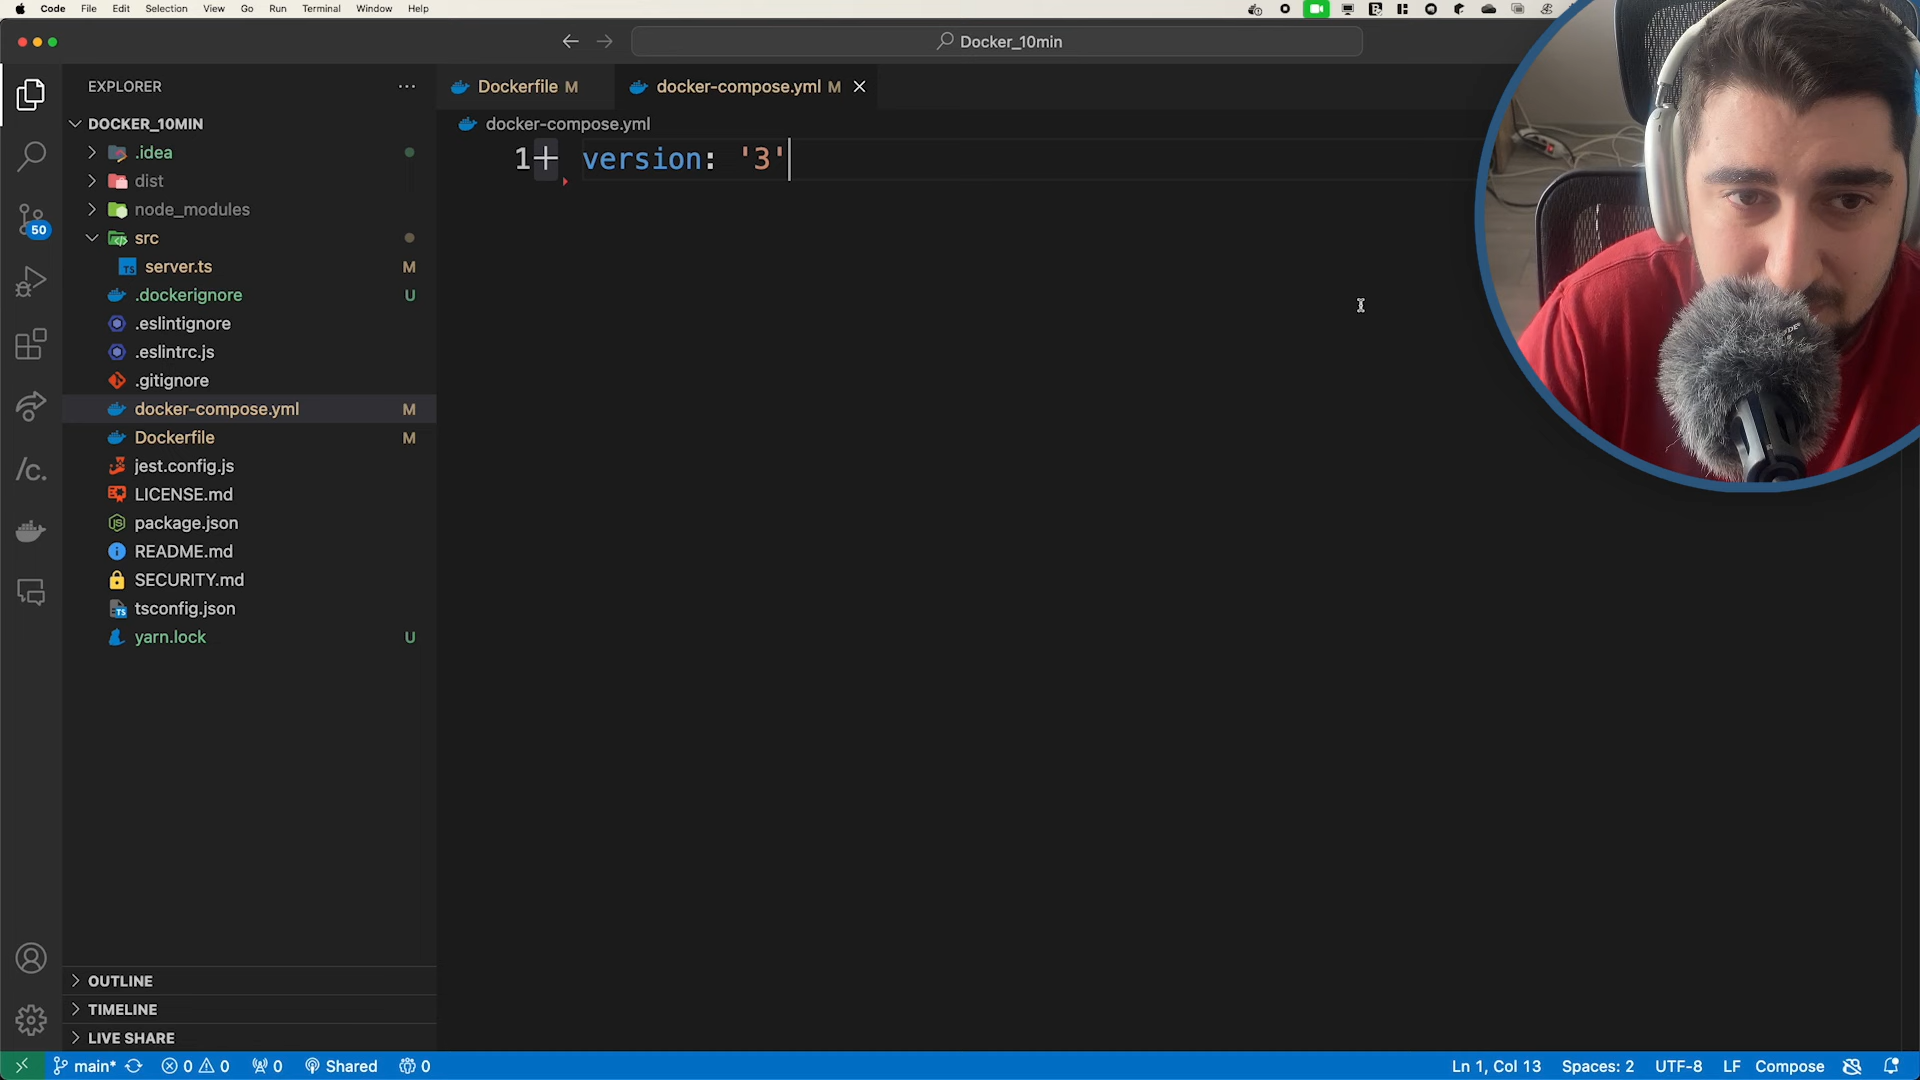 Code File Edit Selection View Go Run Terminal Window Help
Docker_10min
EXPLORER
DOCKER_10MIN
.idea
dist
node_modules
src
server.ts M
.dockerignore U
.eslintignore
.eslintrc.js
.gitignore
docker-compose.yml M
Dockerfile M
jest.config.js
LICENSE.md
package.json
README.md
SECURITY.md
tsconfig.json
yarn.lock U
OUTLINE
TIMELINE
LIVE SHARE
50
/c.
Dockerfile M docker-compose.yml M
docker-compose.yml
1 version: '3'
main* 0 0 0 Shared 0 Ln 1, Col 13 Spaces: 2 UTF-8 LF Compose